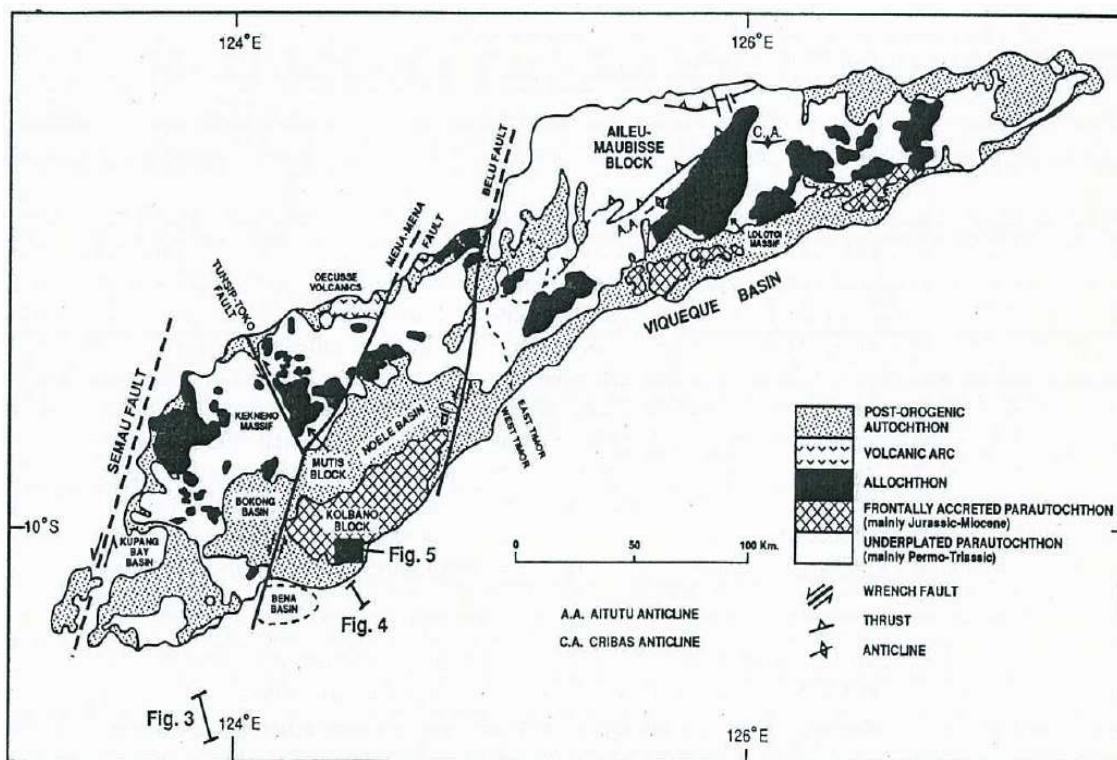 124°E
126°E
AILEU-
MAUBISSE
BLOCK
C.A.
BELU FAULT
A.A.
LOLOTOI
MASSIF
MENA-MENA
FAULT
OECUSSE
VOLCANICS
TUNSIP-TOKO
FAULT
VIQUEQUE BASIN
SEMAU FAULT
KEKNENO
MASSIF
NOELE BASIN
EAST TIMOR
WEST TIMOR
MUTIS
BLOCK
BOKONG
BASIN
KOLBANO
BLOCK
10°S
KUPANG
BAY
BASIN
Fig. 5
BENA
BASIN
Fig. 4
Fig. 3
0 50 100 Km.
A.A. AITUTU ANTICLINE
C.A. CRIBAS ANTICLINE
POST-OROGENIC
AUTOCHTHON
VOLCANIC ARC
ALLOCHTHON
FRONTALLY ACCRETED PARAUTOCHTHON
(mainly Jurassic-Miocene)
UNDERPLATED PARAUTOCHTHON
(mainly Permo-Triassic)
WRENCH FAULT
THRUST
ANTICLINE
124°E
126°E